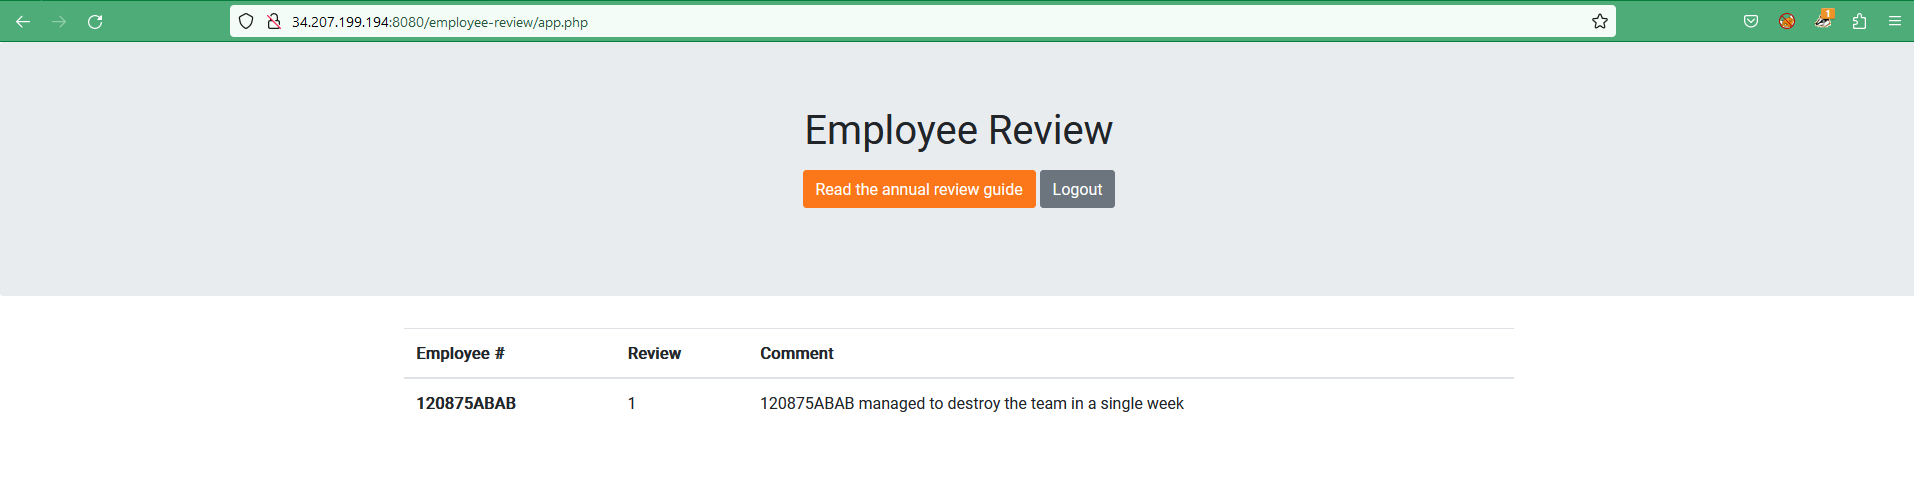 34.207.199.194:8080/employee-review/app.php
1
Employee Review
Read the annual review guide Logout
Employee # Review Comment
120875ABAB 1 120875ABAB managed to destroy the team in a single week